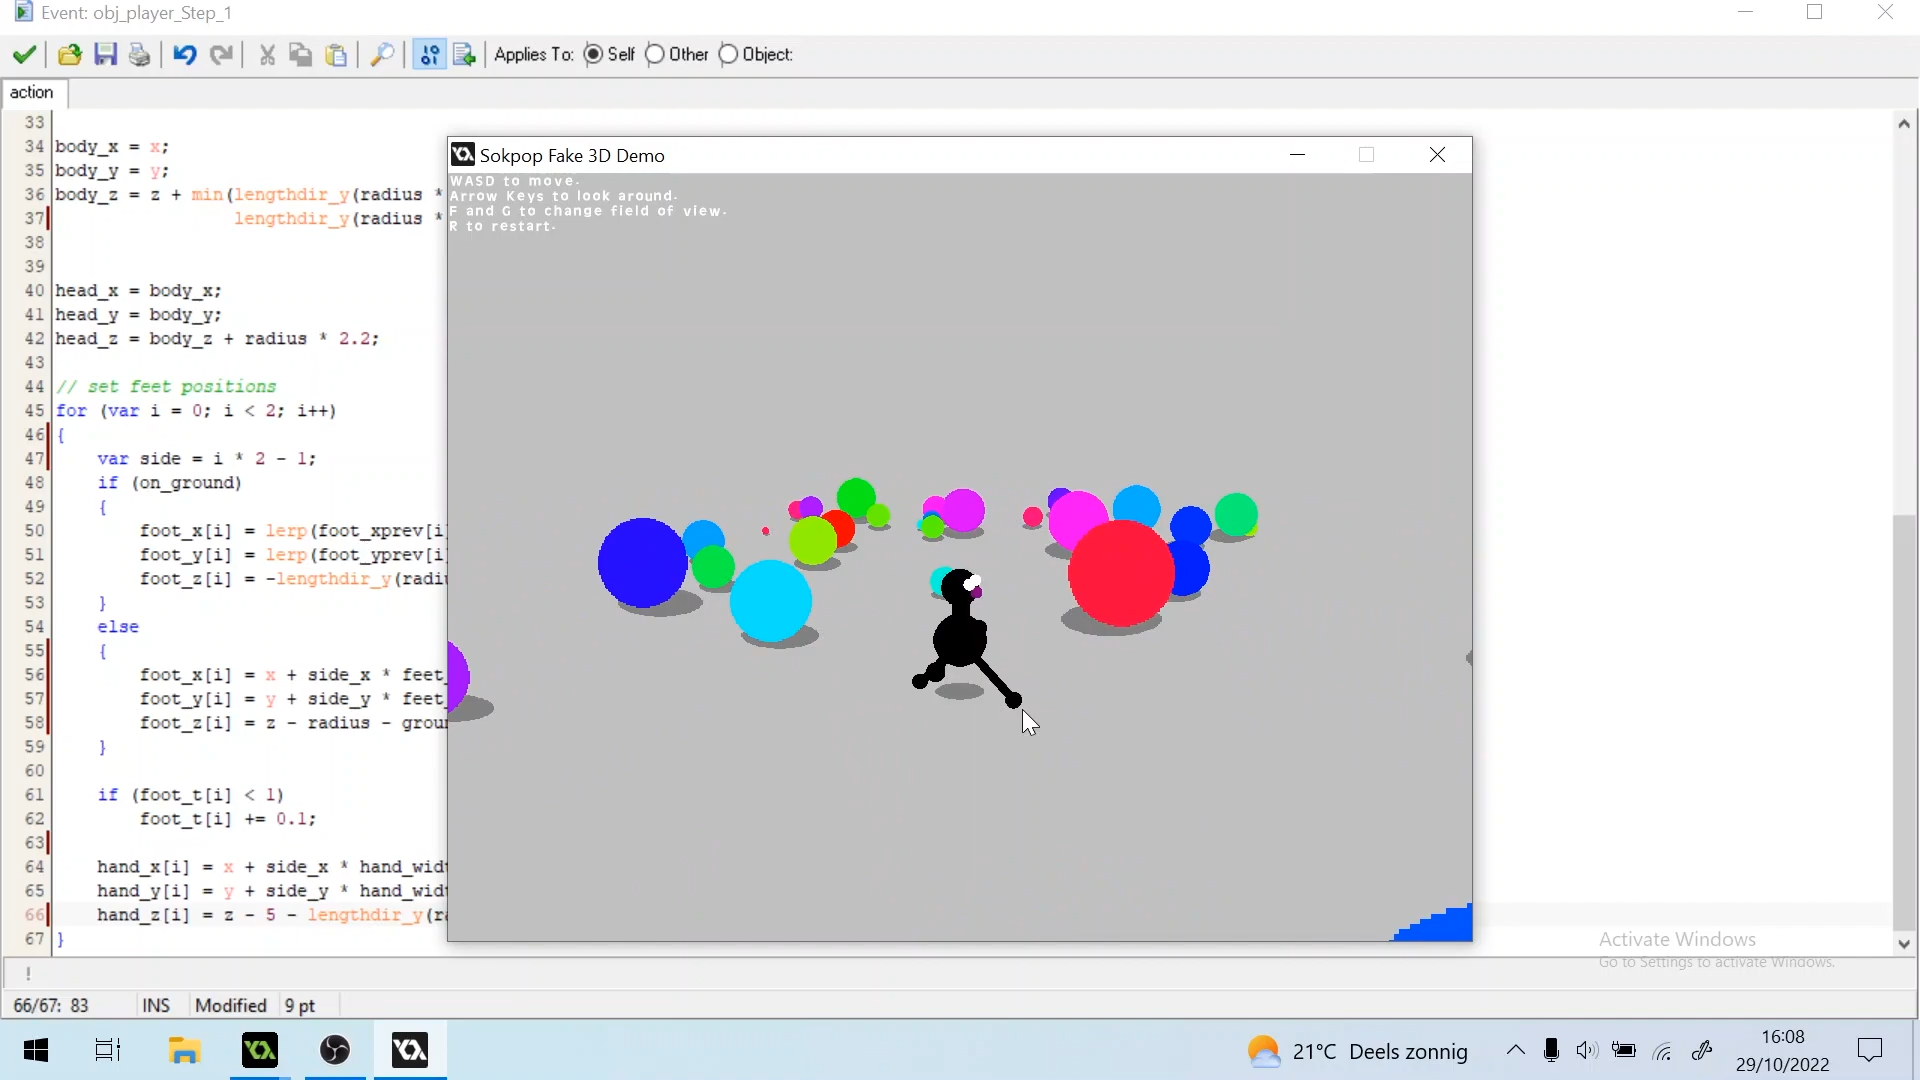 Event: obj_player_Step_1
Applies To: Self Other Object:
action
33
34 body_x = x;
35 body_y = y;
36 body_z = z + min(lengthdir_y(radius *
37 lengthdir_y(radius *
38
39
40 head_x = body_x;
41 head_y = body_y;
42 head_z = body_z + radius * 2.2;
43
44 // set feet positions
45 for (var i = 0; i < 2; i++)
46 {
47 var side = i * 2 - 1;
48 if (on_ground)
49 {
50 foot_x[i] = lerp(foot_xprev[i]
51 foot_y[i] = lerp(foot_yprev[i]
52 foot_z[i] = -lengthdir_y(radiu
53 }
54 else
55 {
56 foot_x[i] = x + side_x * feet_
57 foot_y[i] = y + side_y * feet_
58 foot_z[i] = z - radius - groun
59 }
60
61 if (foot_t[i] < 1)
62 foot_t[i] += 0.1;
63
64 hand_x[i] = x + side_x * hand_widt
65 hand_y[i] = y + side_y * hand_widt
66 hand_z[i] = z - 5 - lengthdir_y(ra
67 }
Sokpop Fake 3D Demo
WASD to move.
Arrow Keys to look around.
F and G to change field of view.
R to restart.
Activate Windows
Go to Settings to activate Windows.
!
66/67: 83 INS Modified 9 pt
21°C Deels zonnig
16:08
29/10/2022